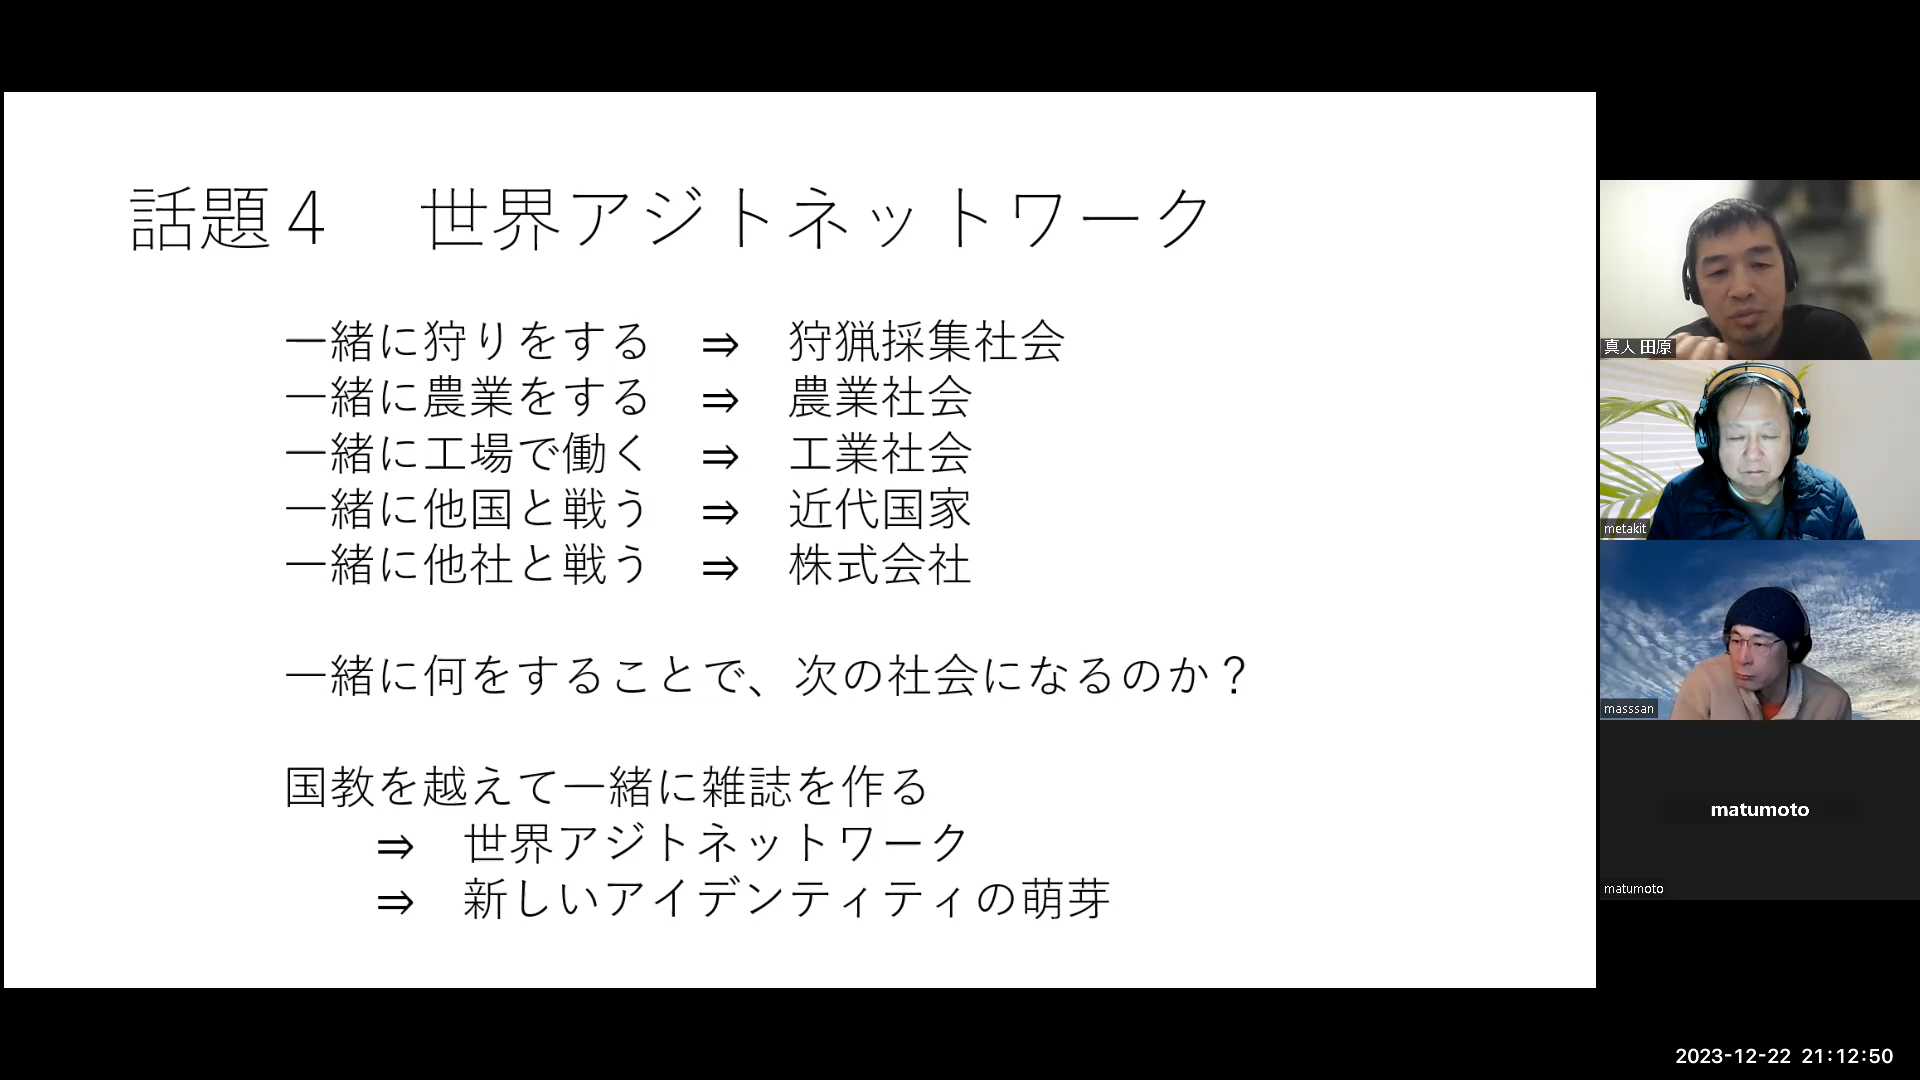 話題４　世界アジトネットワーク
一緒に狩りをする　⇒　狩猟採集社会
一緒に農業をする　⇒　農業社会
一緒に工場で働く　⇒　工業社会
一緒に他国と戦う　⇒　近代国家
一緒に他社と戦う　⇒　株式会社
一緒に何をすることで、次の社会になるのか？
国教を越えて一緒に雑誌を作る
⇒　世界アジトネットワーク
⇒　新しいアイデンティティの萌芽
真人 田原
metakit
masssan
matumoto
matumoto
2023-12-22 21:12:50